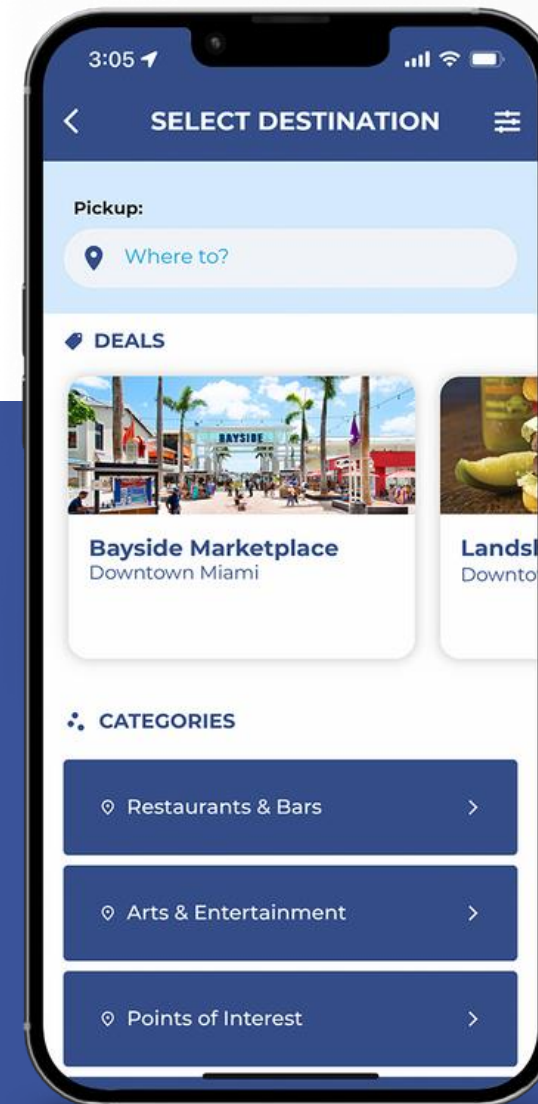 3:05
SELECT DESTINATION
Pickup:
Where to?
DEALS
BAYSIDE
Bayside Marketplace
Downtown Miami
CATEGORIES
Restaurants & Bars
Arts & Entertainment
Points of Interest